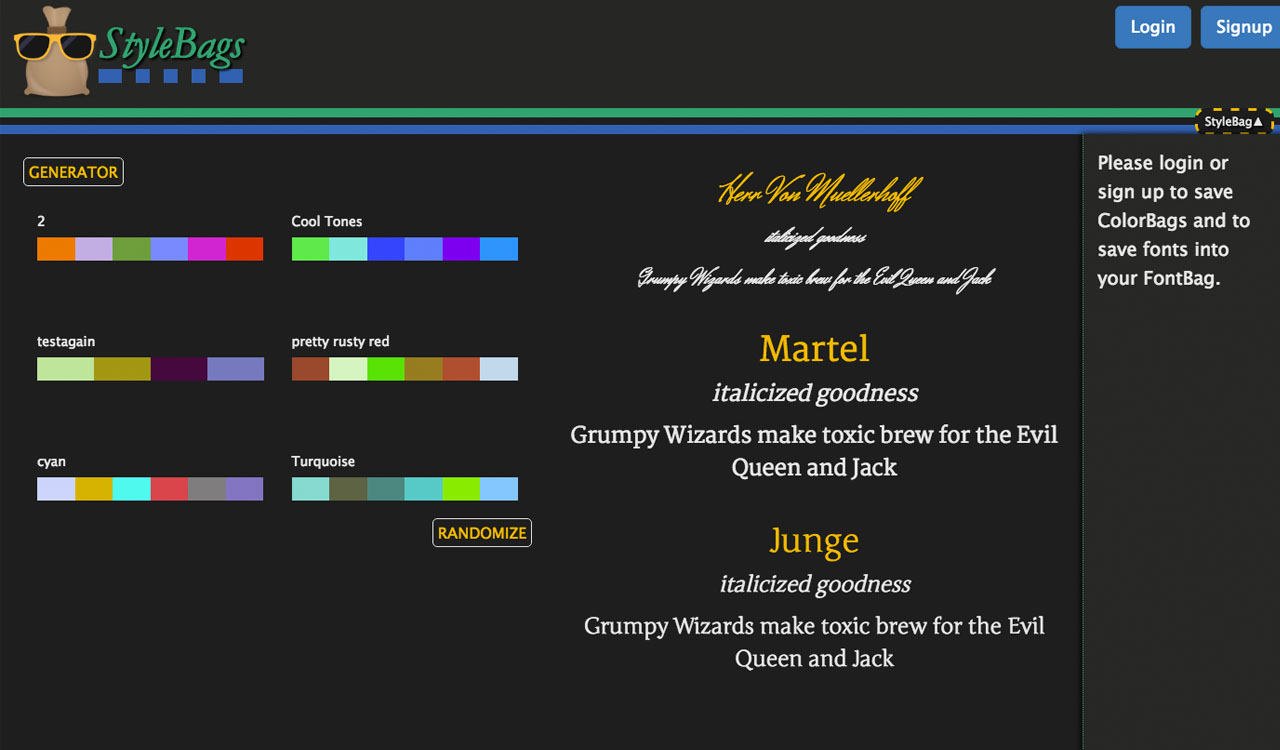 StyleBags
Login
Signup
StyleBag▲
GENERATOR
2
Cool Tones
testagain
pretty rusty red
cyan
Turquoise
RANDOMIZE
Herr Von Muellerhoff
italicized goodness
Grumpy Wizards make toxic brew for the Evil Queen and Jack
Martel
italicized goodness
Grumpy Wizards make toxic brew for the Evil
Queen and Jack
Junge
italicized goodness
Grumpy Wizards make toxic brew for the Evil
Queen and Jack
Please login or
sign up to save
ColorBags and to
save fonts into
your FontBag.